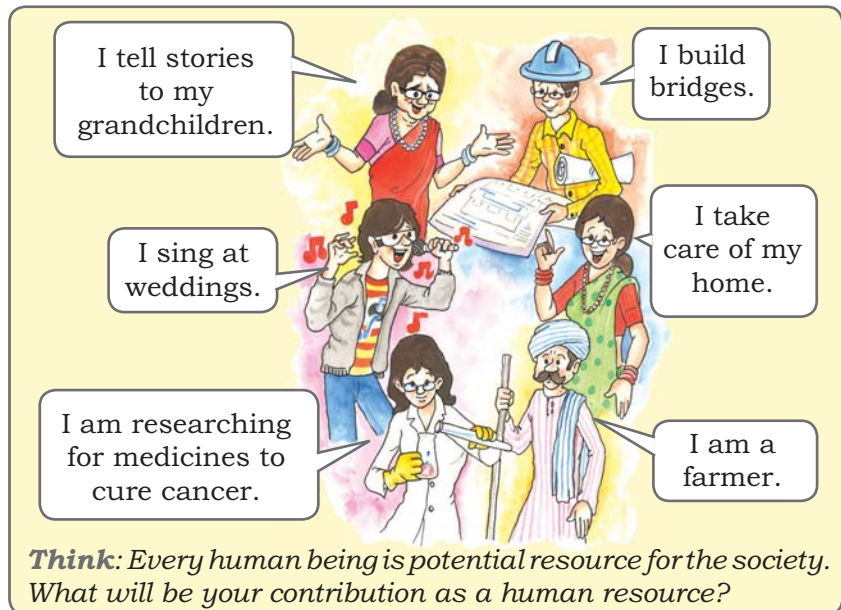 I tell stories
to my
grandchildren.
I build
bridges.
I sing at
weddings.
I take
care of my
home.
I am researching
for medicines to
cure cancer.
I am a
farmer.
Think: Every human being is potential resource for the society.
What will be your contribution as a human resource?